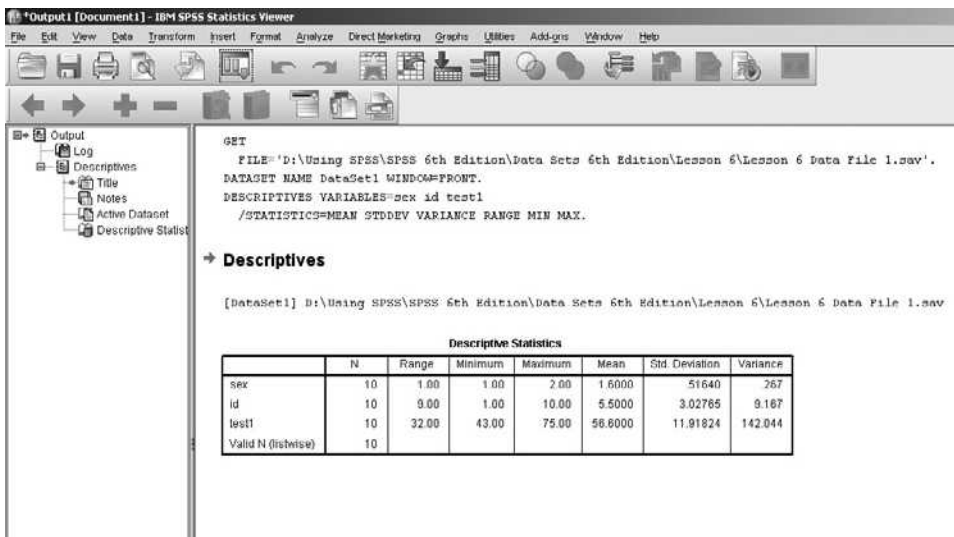 *Output1 [Document1] - IBM SPSS Statistics Viewer
File Edit View Data Transform Insert Format Analyze Direct Marketing Graphs Utilities Add-ons Window Help
Output
Log
Descriptives
Title
Notes
Active Dataset
Descriptive Statist
GET
FILE='D:\Using SPSS\SPSS 6th Edition\Data Sets 6th Edition\Lesson 6\Lesson 6 Data File 1.sav'.
DATASET NAME DataSet1 WINDOW=FRONT.
DESCRIPTIVES VARIABLES=sex id test1
/STATISTICS=MEAN STDDEV VARIANCE RANGE MIN MAX.
Descriptives
[DataSet1] D:\Using SPSS\SPSS 6th Edition\Data Sets 6th Edition\Lesson 6\Lesson 6 Data File 1.sav
Descriptive Statistics
N Range Minimum Maximum Mean Std. Deviation Variance
sex 10 1.00 1.00 2.00 1.6000 .51640 .267
id 10 9.00 1.00 10.00 5.5000 3.02765 9.167
test1 10 32.00 43.00 75.00 56.6000 11.91824 142.044
Valid N (listwise) 10